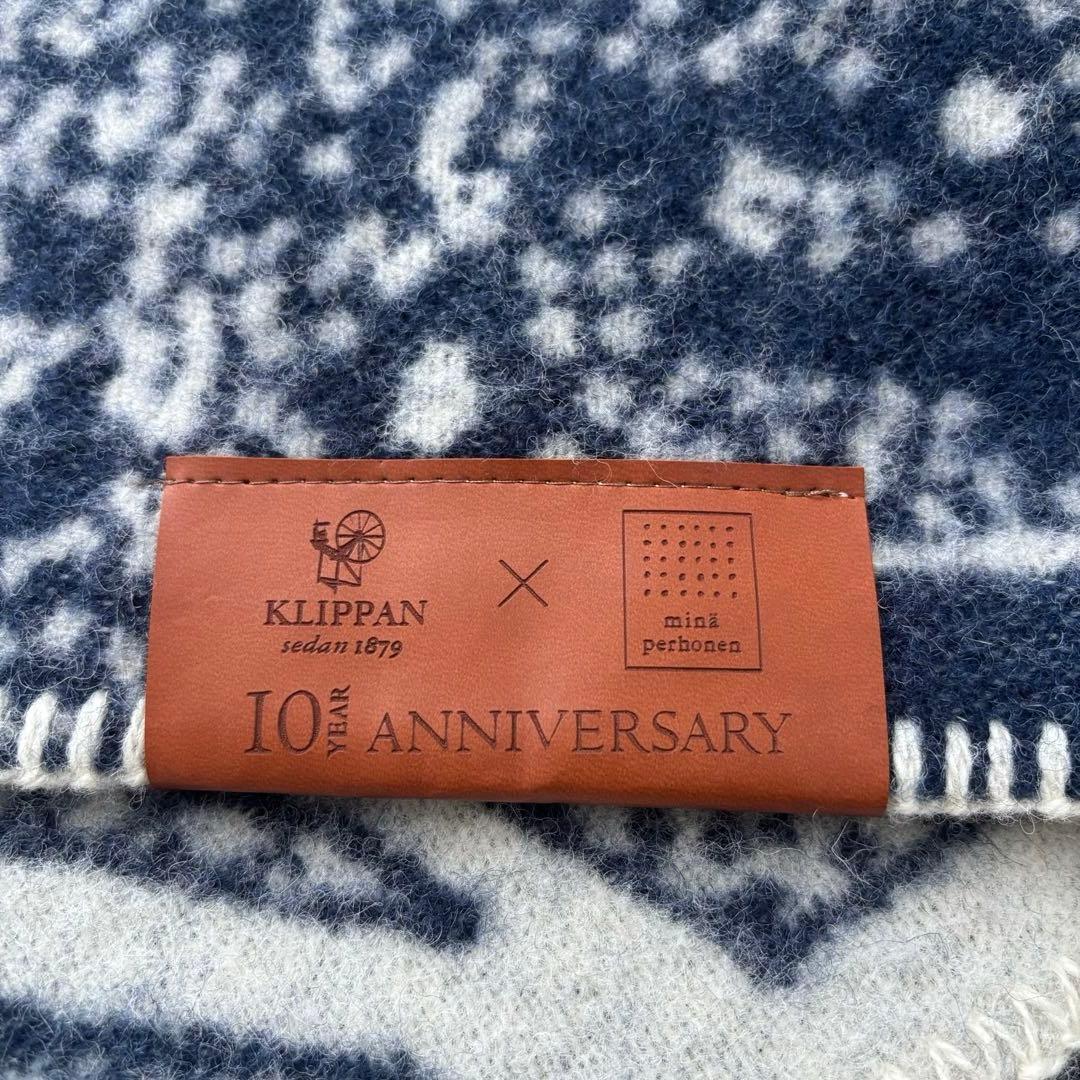 KLIPPAN
sedan 1879
×
minä
perhonen
10 YEAR ANNIVERSARY